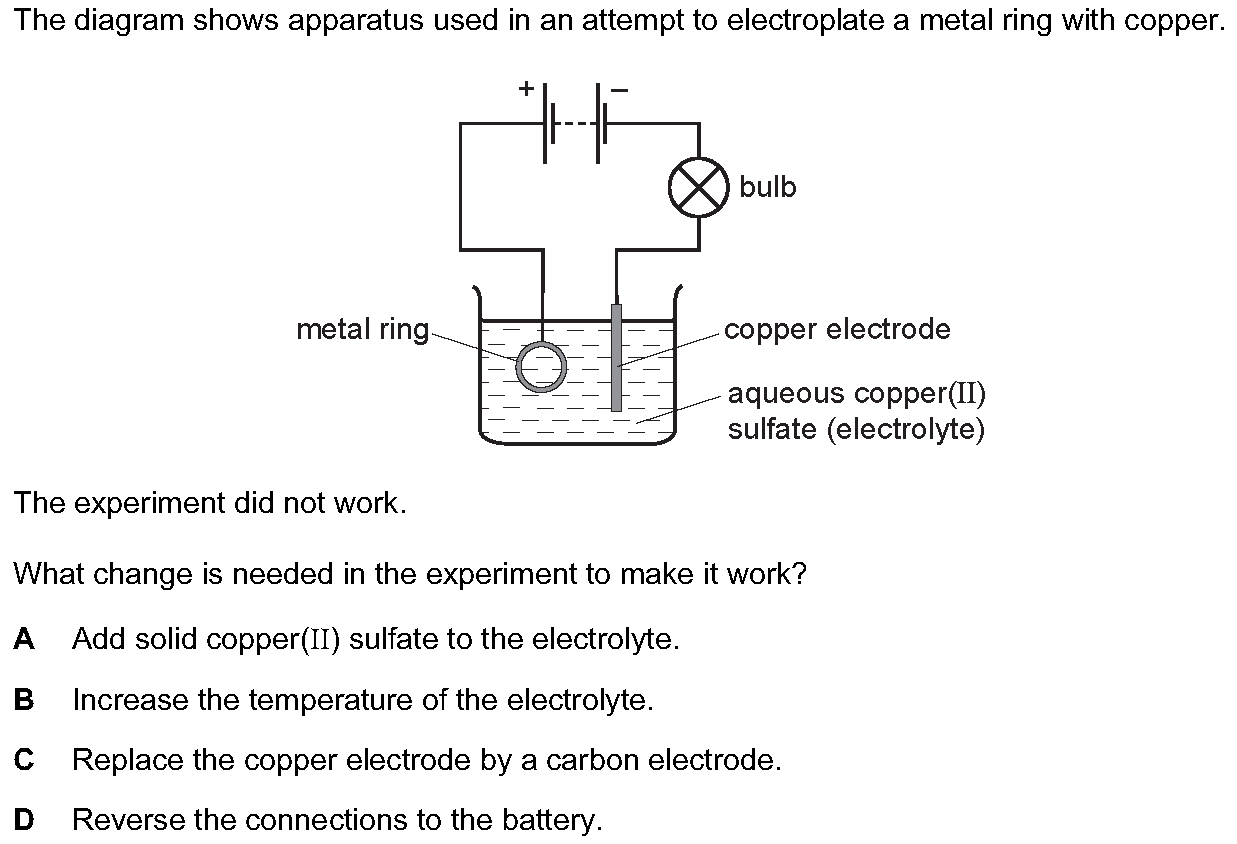 The diagram shows apparatus used in an attempt to electroplate a metal ring with copper.
+ –
bulb
metal ring
copper electrode
aqueous copper(II)
sulfate (electrolyte)
The experiment did not work.
What change is needed in the experiment to make it work?
A Add solid copper(II) sulfate to the electrolyte.
B Increase the temperature of the electrolyte.
C Replace the copper electrode by a carbon electrode.
D Reverse the connections to the battery.